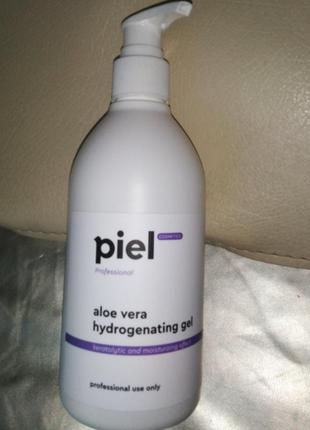 piel
COSMETICS
Professional
aloe vera
hydrogenating gel
keratolytic and moisturizing effect
professional use only